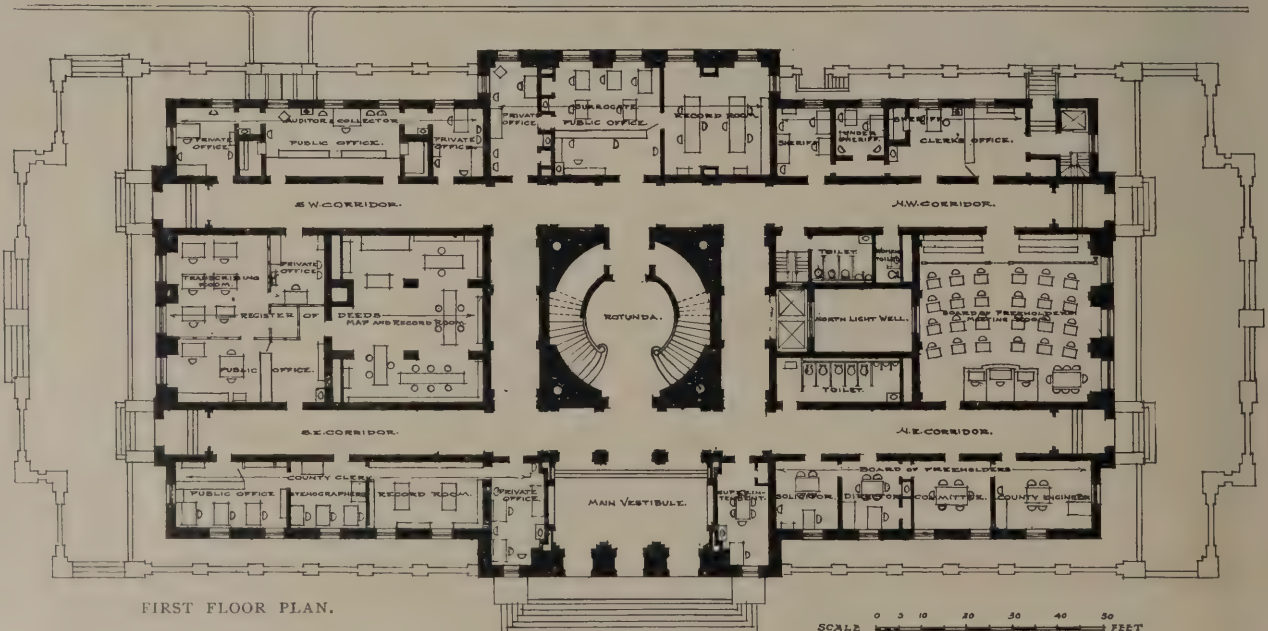 PRIVATE
OFFICE.
AUDITOR & COLLECTOR
PUBLIC OFFICE.
PRIVATE
OFFICE.
PRIVATE
OFFICE.
SURROGATE
PUBLIC OFFICE.
RECORD ROOM
SHERIFF
UNDER
SHERIFF.
SHERIFF
CLERKS OFFICE.
S.W. CORRIDOR.
N.W. CORRIDOR.
TRANSCRIBING
ROOM.
PRIVATE
OFFICE.
REGISTER OF DEEDS
MAP AND RECORD ROOM.
PUBLIC OFFICE.
ROTUNDA.
TOILET.
TOILET
NORTH LIGHT WELL.
TOILET.
BOARD OF FREEHOLDERS
MEETING ROOM.
S.E. CORRIDOR.
N.E. CORRIDOR.
COUNTY CLERK
PUBLIC OFFICE
STENOGRAPHERS
RECORD ROOM.
PRIVATE
OFFICE.
MAIN VESTIBULE.
SUPERIN-
TENDENT.
BOARD OF FREEHOLDERS
SOLICITOR.
DIRECTOR
COMMITTEE.
COUNTY ENGINEER
FIRST FLOOR PLAN.
0 5 10 20 30 40 50
SCALE FEET